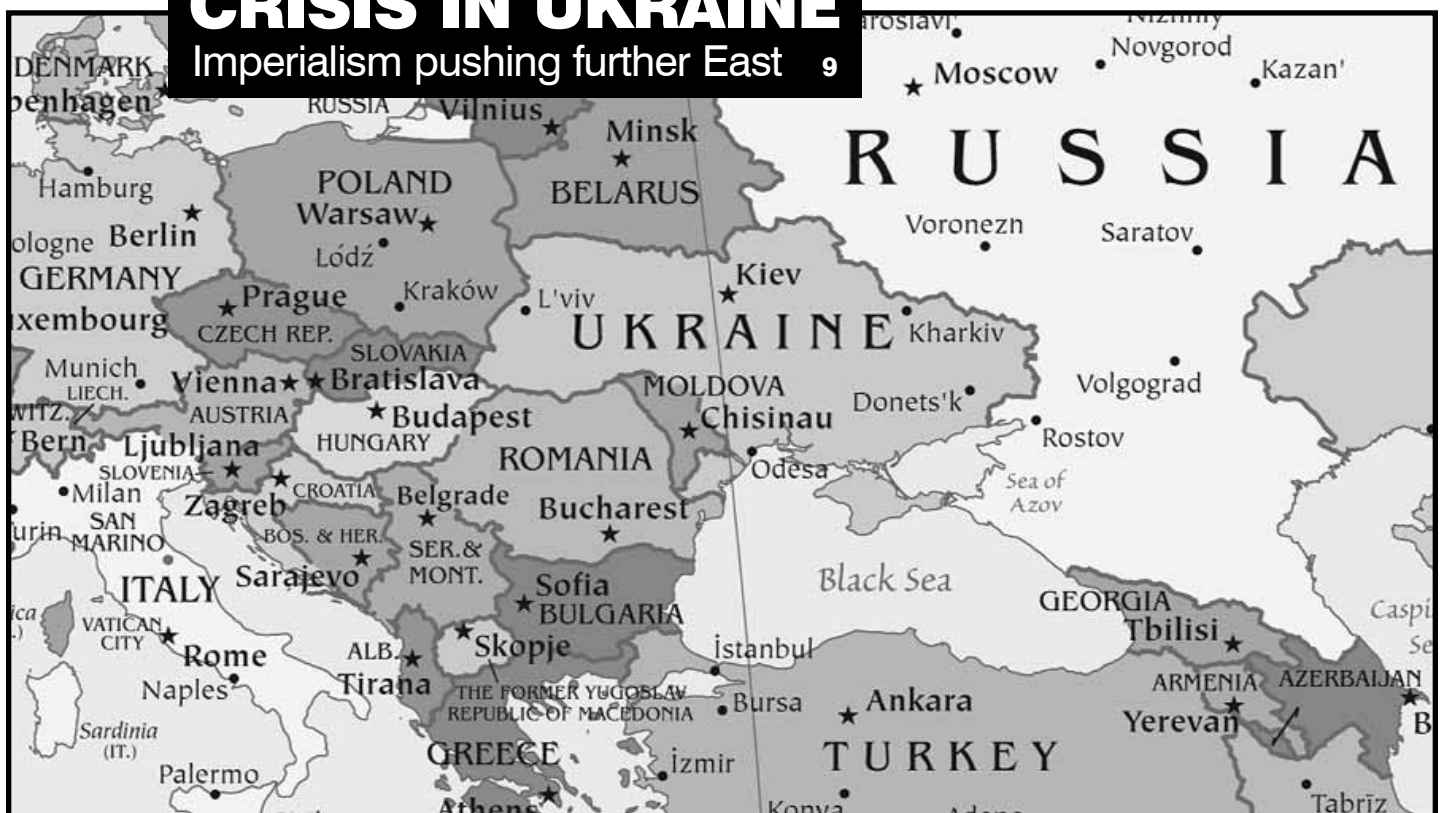 CRISIS IN UKRAINE
Imperialism pushing further East 9
Nizhniy
Novgorod
Moscow
Kazan'
DENMARK
RUSSIA
Vilnius
Minsk
RUSSIA
Hamburg
POLAND
BELARUS
Warsaw
Berlin
Voronezn
Saratov
Łódź
GERMANY
Kiev
Prague
Kraków
L'viv
UKRAINE
Kharkiv
CZECH REP.
SLOVAKIA
Munich
Vienna
Bratislava
MOLDOVA
Volgograd
LIECH.
Donets'k
AUSTRIA
Budapest
Chisinau
Bern
Ljubljana
HUNGARY
Rostov
SLOVENIA
ROMANIA
Odesa
Milan
Zagreb
CROATIA
Belgrade
Sea of
Azov
SAN
MARINO
Bucharest
BOS. & HER.
SER.&
MONT.
Sarajevo
Sofia
Black Sea
ITALY
BULGARIA
GEORGIA
VATICAN
CITY
Skopje
Tbilisi
Rome
ALB.
İstanbul
Naples
Tirana
THE FORMER YUGOSLAV
REPUBLIC OF MACEDONIA
ARMENIA
AZERBAIJAN
Bursa
Ankara
Yerevan
Sardinia
(IT.)
GREECE
TURKEY
İzmir
Palermo
Athens
Konya
Tabrīz